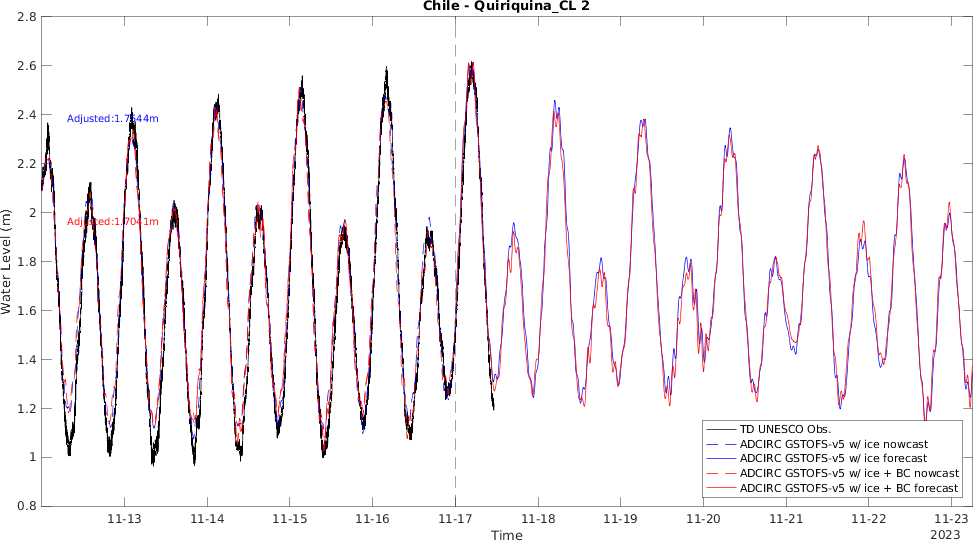 Chile - Quiriquina_CL 2
2.8
2.6
2.4
2.2
2
1.8
1.6
1.4
1.2
1
0.8
Water Level (m)
Adjusted:1.7644m
Adjusted:1.7041m
TD UNESCO Obs.
ADCIRC GSTOFS-v5 w/ ice nowcast
ADCIRC GSTOFS-v5 w/ ice forecast
ADCIRC GSTOFS-v5 w/ ice + BC nowcast
ADCIRC GSTOFS-v5 w/ ice + BC forecast
11-13 11-14 11-15 11-16 11-17 11-18 11-19 11-20 11-21 11-22 11-23
2023
Time